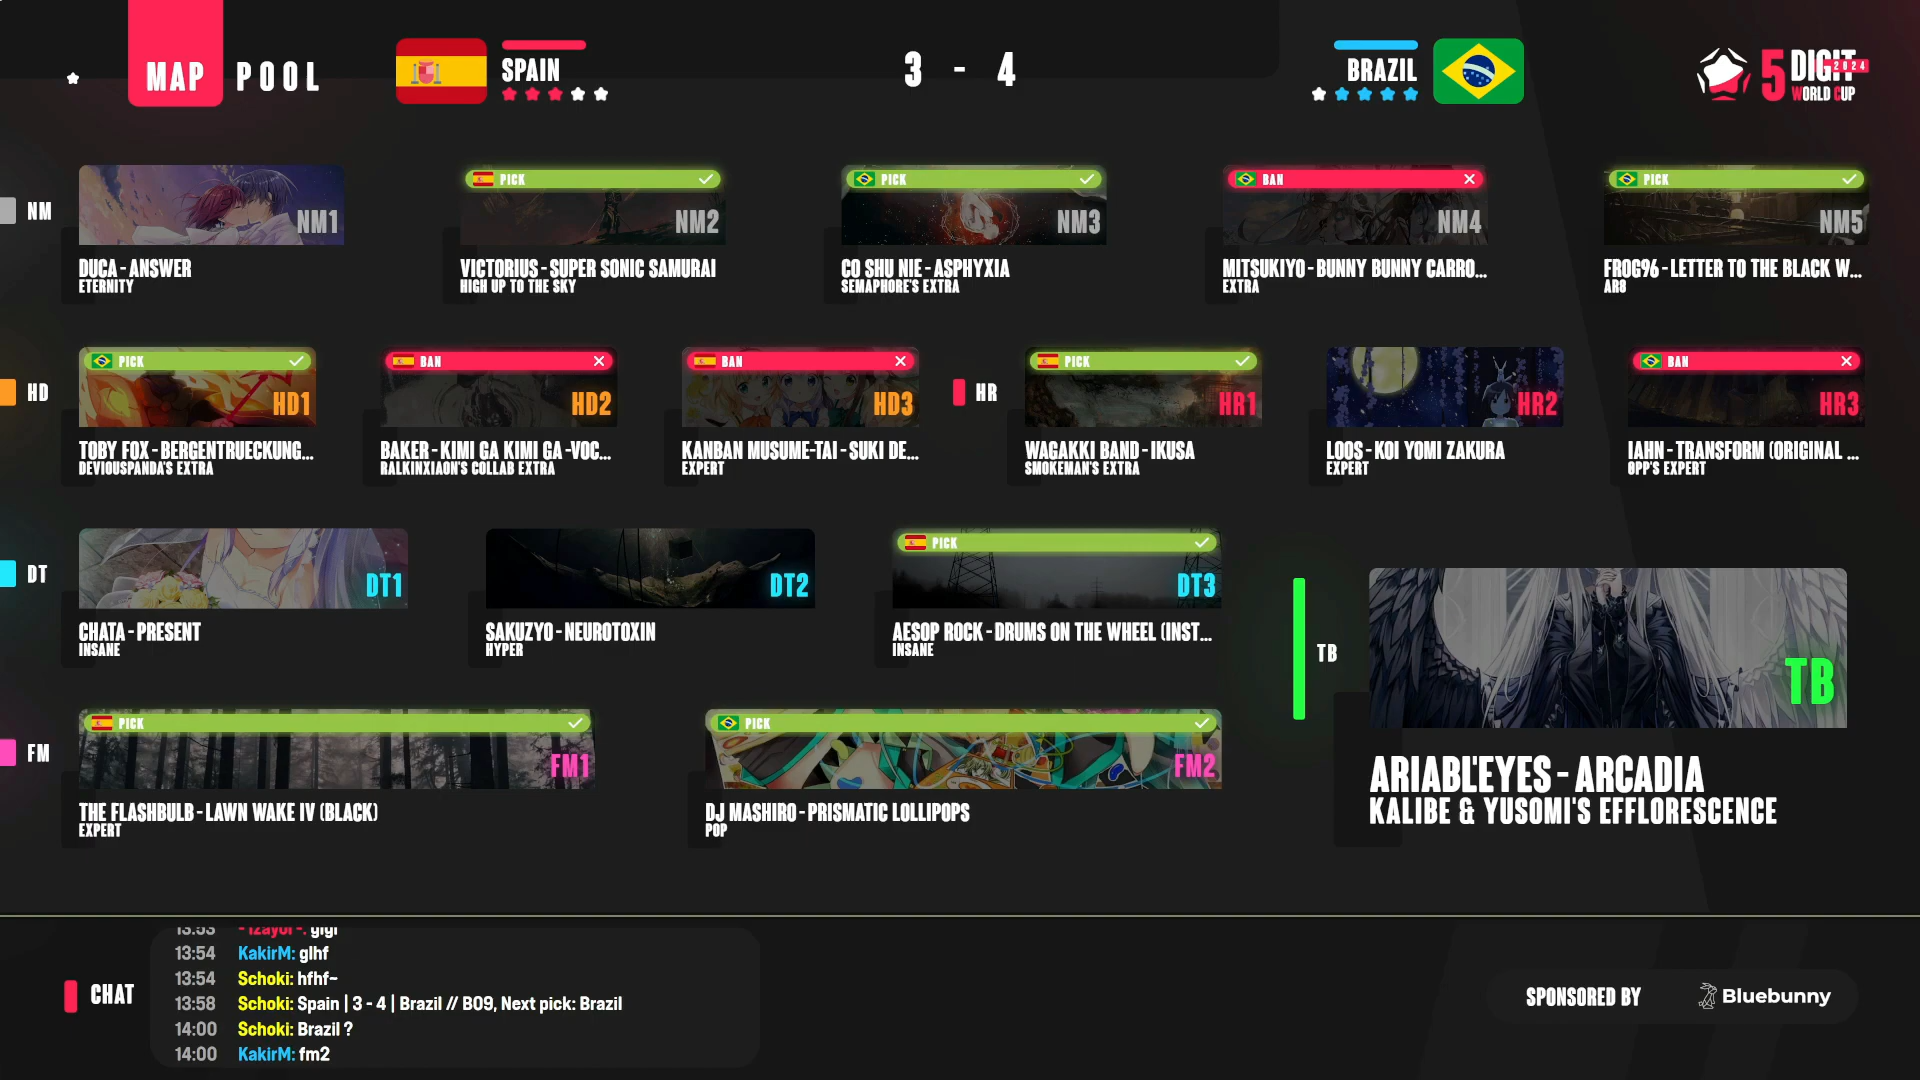 MAP POOL
SPAIN
3 - 4
BRAZIL
5 DIGIT
2024
WORLD CUP
NM
NM1
DUCA - ANSWER
ETERNITY
PICK
NM2
VICTORIUS - SUPER SONIC SAMURAI
HIGH UP TO THE SKY
PICK
NM3
CO SHU NIE - ASPHYXIA
SEMAPHORE'S EXTRA
BAN
NM4
MITSUKIYO - BUNNY BUNNY CARRO...
EXTRA
PICK
NM5
FROG96 - LETTER TO THE BLACK W...
AR8
HD
PICK
HD1
TOBY FOX - BERGENTRUECKUNG...
DEVIOUSPANDA'S EXTRA
BAN
HD2
BAKER - KIMI GA KIMI GA -VOC...
RALKINXIAON'S COLLAB EXTRA
BAN
HD3
KANBAN MUSUME-TAI - SUKI DE...
EXPERT
HR
PICK
HR1
WAGAKKI BAND - IKUSA
SMOKEMAN'S EXTRA
HR2
LOOS - KOI YOMI ZAKURA
EXPERT
BAN
HR3
IAHN - TRANSFORM (ORIGINAL ...
OPP'S EXPERT
DT
DT1
CHATA - PRESENT
INSANE
DT2
SAKUZYO - NEUROTOXIN
HYPER
PICK
DT3
AESOP ROCK - DRUMS ON THE WHEEL (INST...
INSANE
TB
TB
ARIABL'EYES - ARCADIA
KALIBE & YUSOMI'S EFFLORESCENCE
FM
PICK
FM1
THE FLASHBULB - LAWN WAKE IV (BLACK)
EXPERT
PICK
FM2
DJ MASHIRO - PRISMATIC LOLLIPOPS
POP
CHAT
13:53 -Izayoi-: glgl
13:54 KakirM: glhf
13:54 Schoki: hfhf~
13:58 Schoki: Spain | 3 - 4 | Brazil // BO9, Next pick: Brazil
14:00 Schoki: Brazil ?
14:00 KakirM: fm2
SPONSORED BY
Bluebunny